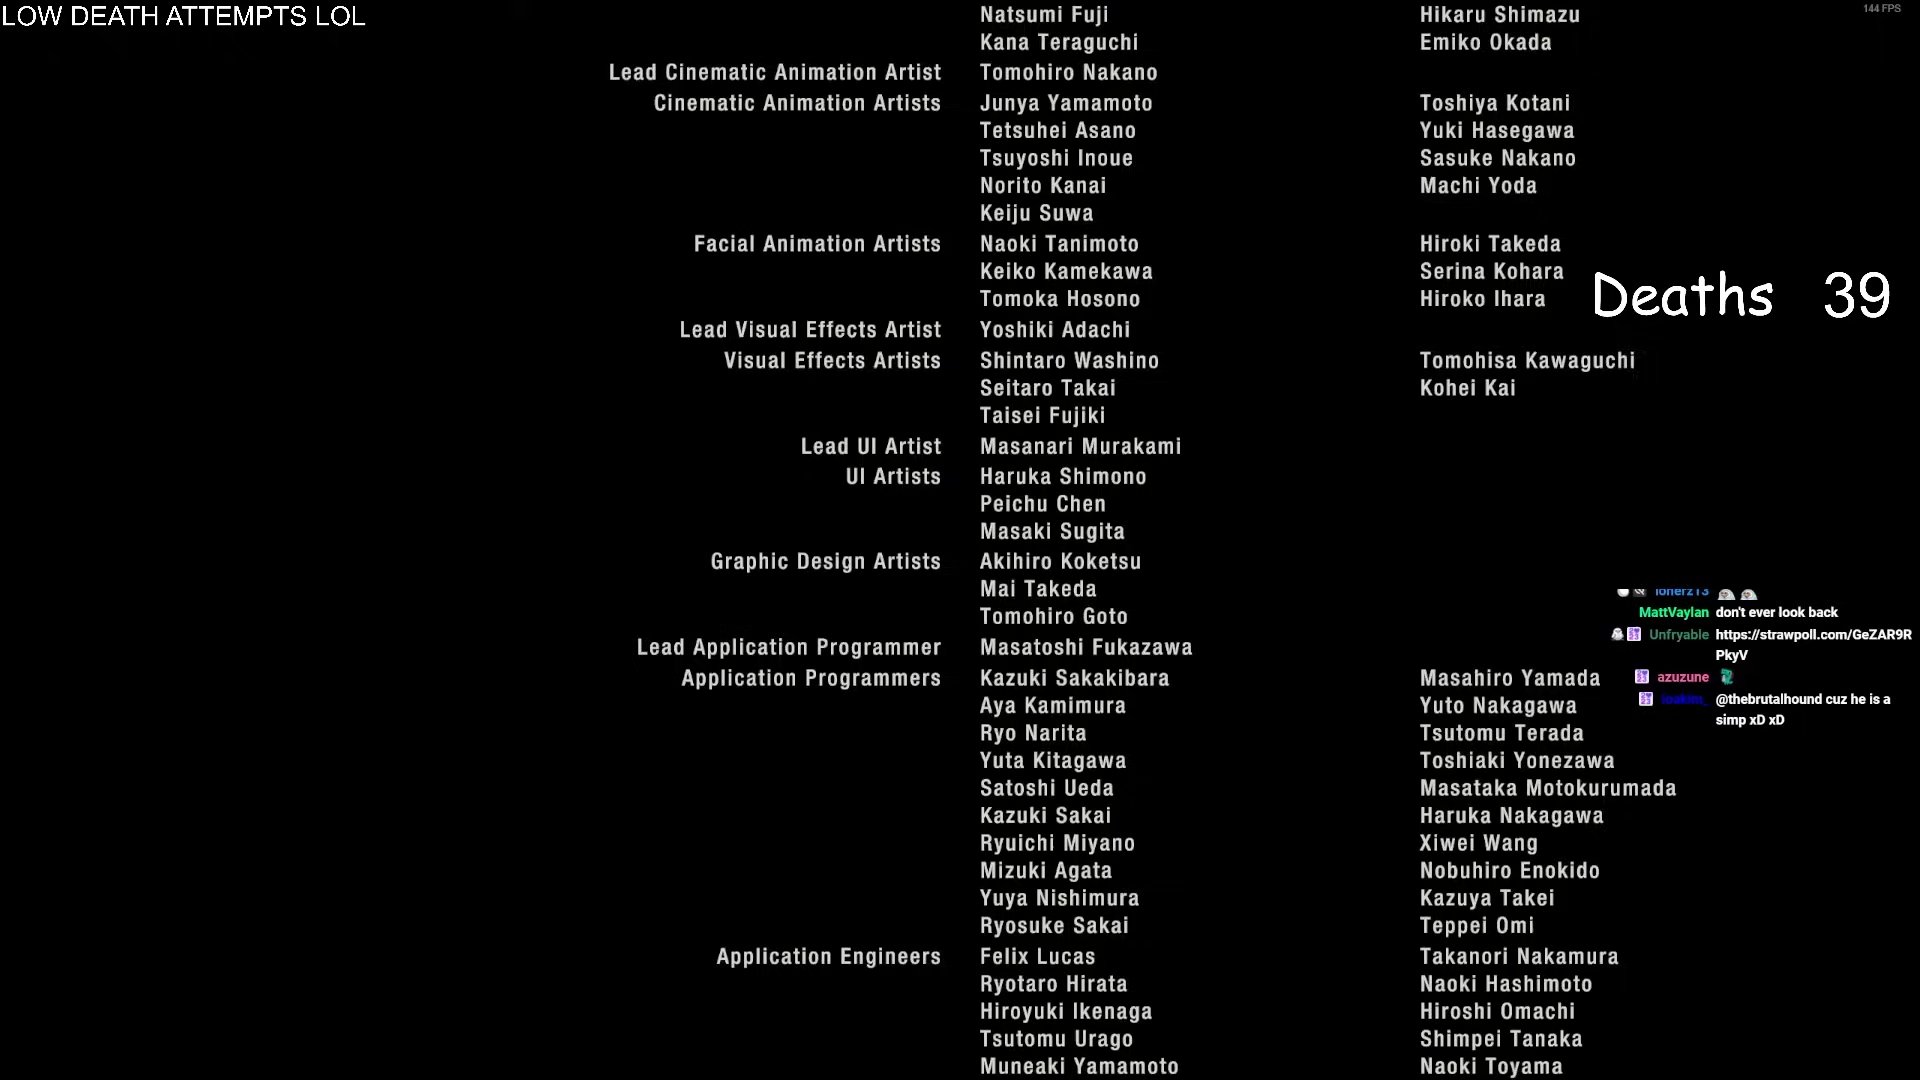 LOW DEATH ATTEMPTS LOL
144 FPS
Natsumi Fuji Hikaru Shimazu
Kana Teraguchi Emiko Okada
Lead Cinematic Animation Artist Tomohiro Nakano
Cinematic Animation Artists Junya Yamamoto Toshiya Kotani
Tetsuhei Asano Yuki Hasegawa
Tsuyoshi Inoue Sasuke Nakano
Norito Kanai Machi Yoda
Keiju Suwa
Facial Animation Artists Naoki Tanimoto Hiroki Takeda
Keiko Kamekawa Serina Kohara
Tomoka Hosono Hiroko Ihara
Deaths 39
Lead Visual Effects Artist Yoshiki Adachi
Visual Effects Artists Shintaro Washino Tomohisa Kawaguchi
Seitaro Takai Kohei Kai
Taisei Fujiki
Lead UI Artist Masanari Murakami
UI Artists Haruka Shimono
Peichu Chen
Masaki Sugita
Graphic Design Artists Akihiro Koketsu
Mai Takeda
Tomohiro Goto
Lead Application Programmer Masatoshi Fukazawa
Application Programmers Kazuki Sakakibara Masahiro Yamada
Aya Kamimura Yuto Nakagawa
Ryo Narita Tsutomu Terada
Yuta Kitagawa Toshiaki Yonezawa
Satoshi Ueda Masataka Motokurumada
Kazuki Sakai Haruka Nakagawa
Ryuichi Miyano Xiwei Wang
Mizuki Agata Nobuhiro Enokido
Yuya Nishimura Kazuya Takei
Ryosuke Sakai Teppei Omi
Application Engineers Felix Lucas Takanori Nakamura
Ryotaro Hirata Naoki Hashimoto
Hiroyuki Ikenaga Hiroshi Omachi
Tsutomu Urago Shimpei Tanaka
Muneaki Yamamoto Naoki Toyama
MattVaylan don't ever look back
Unfryable https://strawpoll.com/GeZAR9R
PkyV
azuzune
@thebrutalhound cuz he is a
simp xD xD